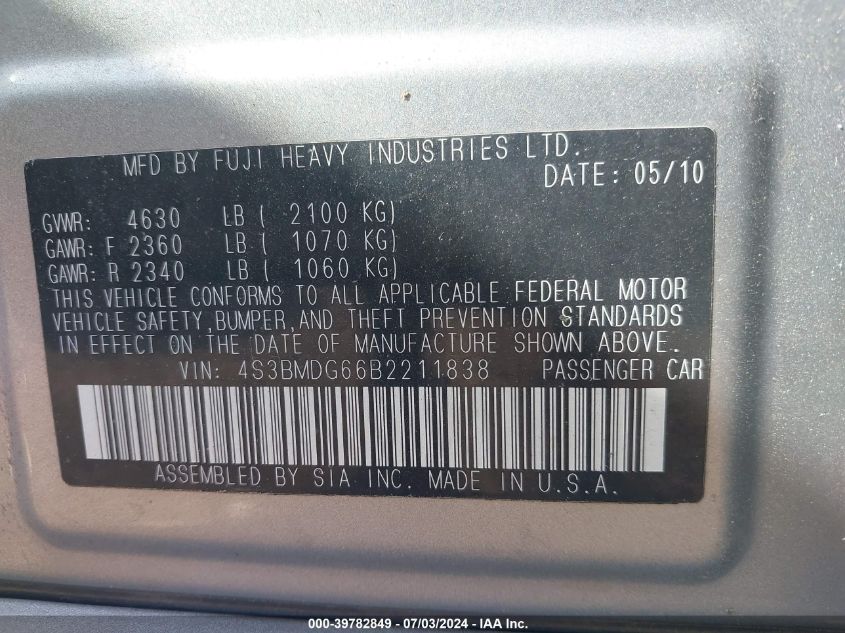 MFD BY FUJI HEAVY INDUSTRIES LTD.
DATE: 05/10
GVWR: 4630 LB ( 2100 KG)
GAWR: F 2360 LB ( 1070 KG)
GAWR: R 2340 LB ( 1060 KG)
THIS VEHICLE CONFORMS TO ALL APPLICABLE FEDERAL MOTOR
VEHICLE SAFETY,BUMPER,AND THEFT PREVENTION STANDARDS
IN EFFECT ON THE DATE OF MANUFACTURE SHOWN ABOVE.
VIN: 4S3BMDG66B2211838 PASSENGER CAR
ASSEMBLED BY SIA INC. MADE IN U.S.A.
000-39782849 - 07/03/2024 - IAA Inc.